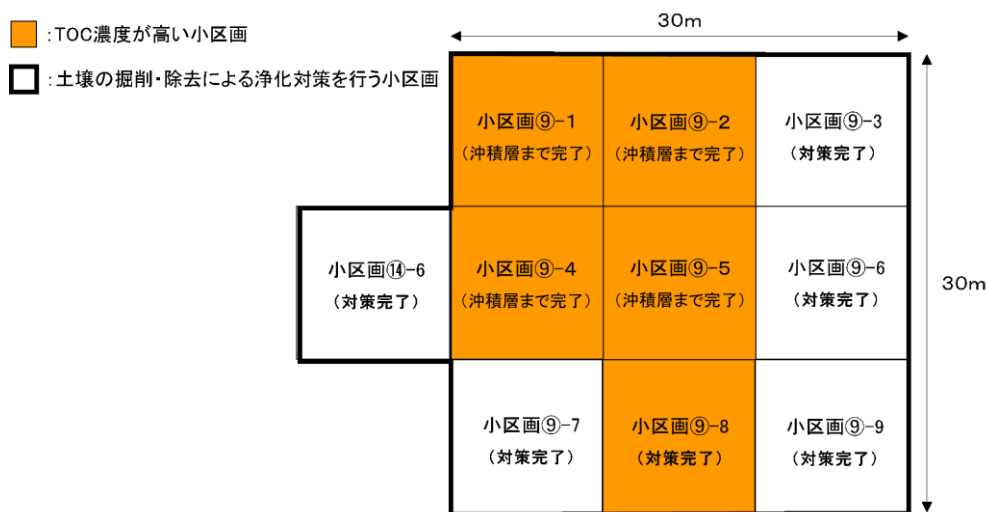 :TOC濃度が高い小区画
:土壌の掘削・除去による浄化対策を行う小区画
30m
小区画⑨-1
(沖積層まで完了)
小区画⑨-2
(沖積層まで完了)
小区画⑨-3
(対策完了)
小区画⑭-6
(対策完了)
小区画⑨-4
(沖積層まで完了)
小区画⑨-5
(沖積層まで完了)
小区画⑨-6
(対策完了)
30m
小区画⑨-7
(対策完了)
小区画⑨-8
(対策完了)
小区画⑨-9
(対策完了)